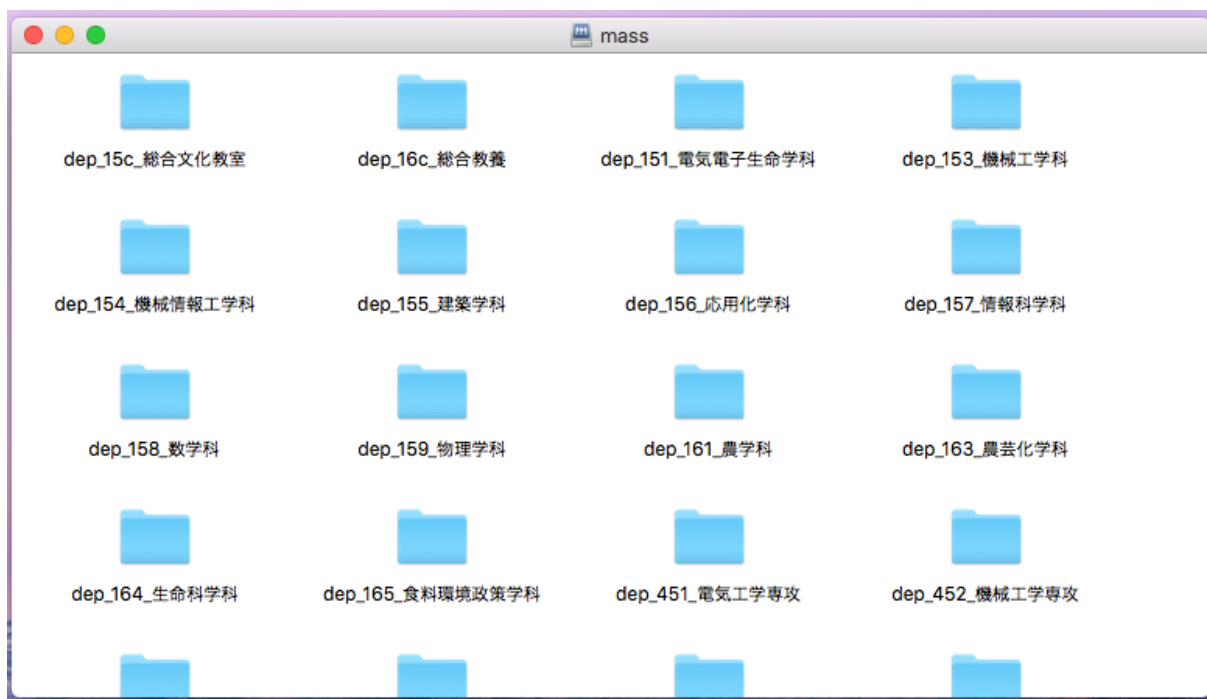 mass
dep_15c_総合文化教室
dep_16c_総合教養
dep_151_電気電子生命学科
dep_153_機械工学科
dep_154_機械情報工学科
dep_155_建築学科
dep_156_応用化学科
dep_157_情報科学科
dep_158_数学科
dep_159_物理学科
dep_161_農学科
dep_163_農芸化学科
dep_164_生命科学科
dep_165_食料環境政策学科
dep_451_電気工学専攻
dep_452_機械工学専攻